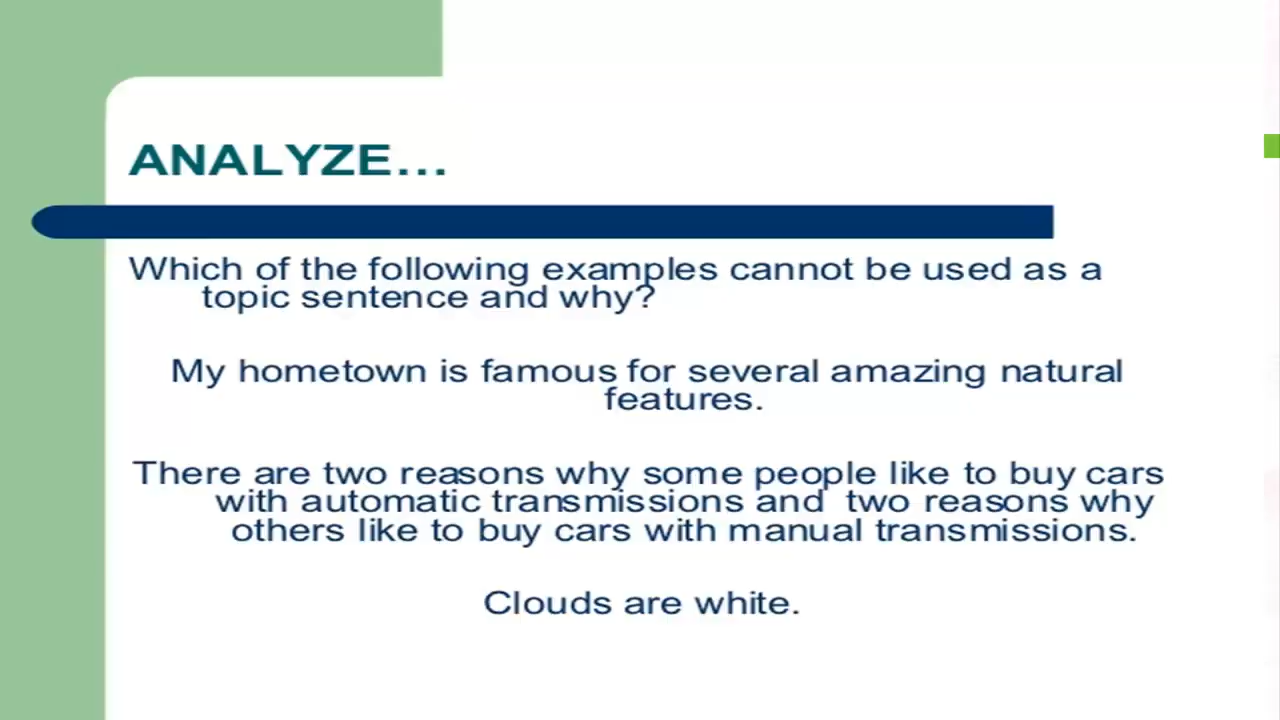 ANALYZE...
Which of the following examples cannot be used as a
topic sentence and why?
My hometown is famous for several amazing natural
features.
There are two reasons why some people like to buy cars
with automatic transmissions and two reasons why
others like to buy cars with manual transmissions.
Clouds are white.